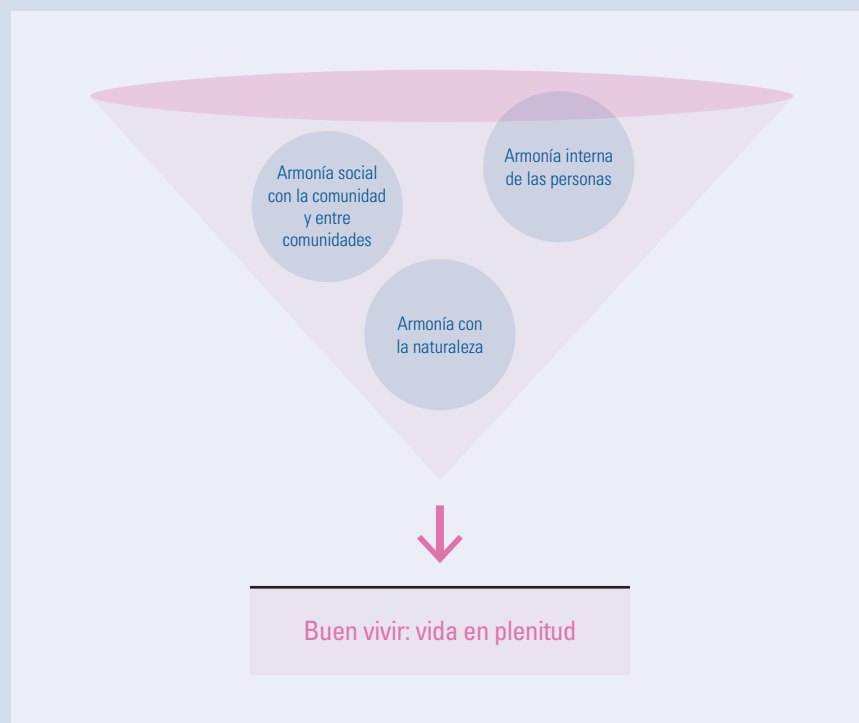 Armonía social
con la comunidad
y entre
comunidades
Armonía interna
de las personas
Armonía con
la naturaleza
Buen vivir: vida en plenitud